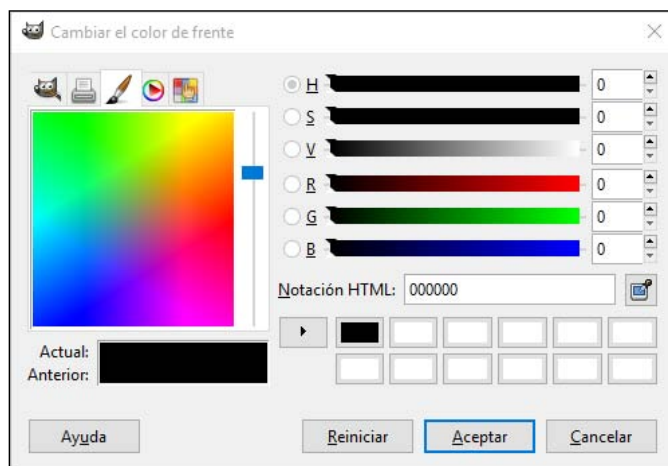 Cambiar el color de frente
H 0
S 0
V 0
R 0
G 0
B 0
Notación HTML: 000000
Actual:
Anterior:
Ayuda Reiniciar Aceptar Cancelar